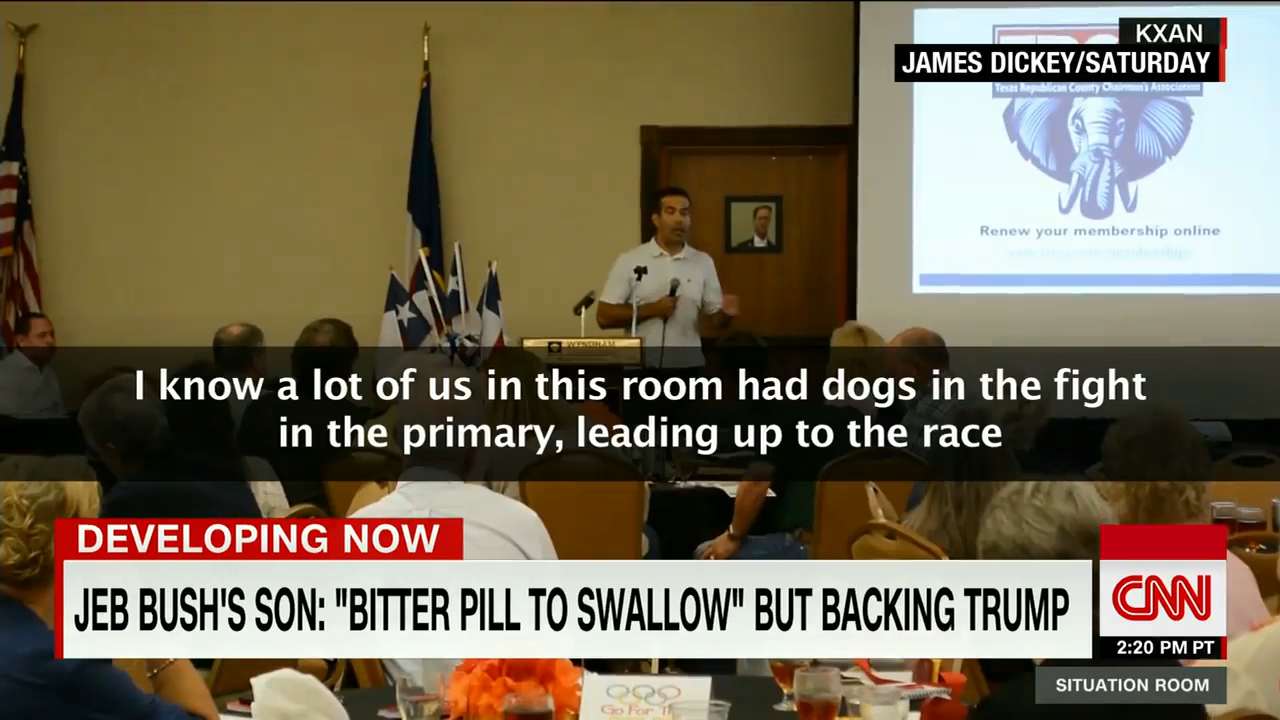 KXAN
JAMES DICKEY/SATURDAY
Texas Republican County Chairmen's Association
Renew your membership online
WYNDHAM
I know a lot of us in this room had dogs in the fight
in the primary, leading up to the race
DEVELOPING NOW
JEB BUSH'S SON: "BITTER PILL TO SWALLOW" BUT BACKING TRUMP
CNN
2:20 PM PT
SITUATION ROOM
Go For